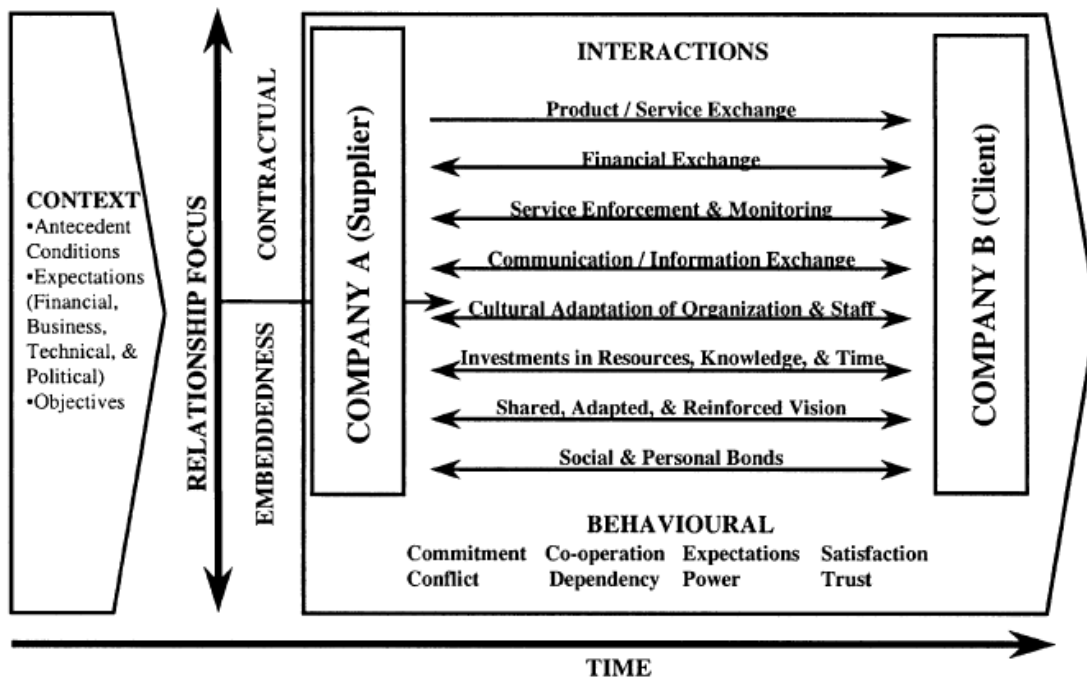 CONTEXT
•Antecedent
Conditions
•Expectations
(Financial,
Business,
Technical, &
Political)
•Objectives
RELATIONSHIP FOCUS
CONTRACTUAL
EMBEDDEDNESS
COMPANY A (Supplier)
INTERACTIONS
Product / Service Exchange
Financial Exchange
Service Enforcement & Monitoring
Communication / Information Exchange
Cultural Adaptation of Organization & Staff
Investments in Resources, Knowledge, & Time
Shared, Adapted, & Reinforced Vision
Social & Personal Bonds
COMPANY B (Client)
BEHAVIOURAL
Commitment Co-operation Expectations Satisfaction
Conflict Dependency Power Trust
TIME